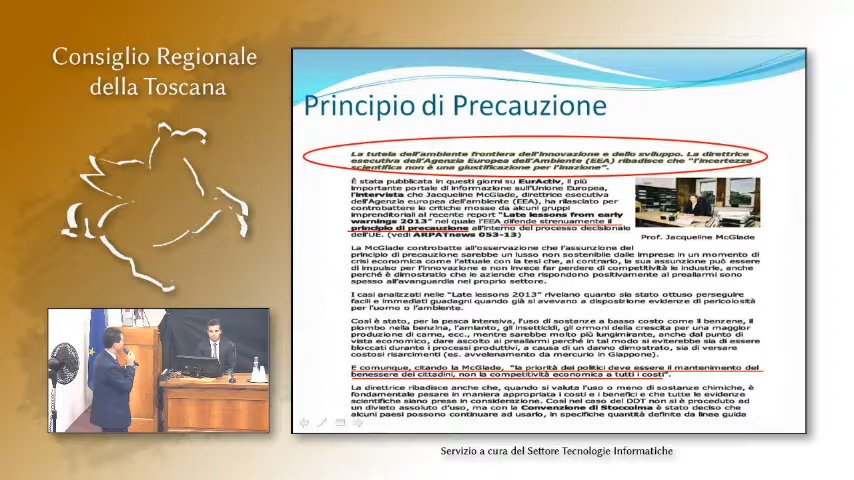 Consiglio Regionale
della Toscana
Principio di Precauzione
La tutela dell'ambiente frontiera dell'innovazione e dello sviluppo. La direttrice
esecutiva dell'Agenzia Europea dell'Ambiente (EEA) ribadisce che "l'incertezza
scientifica non è una giustificazione per l'inazione".
È stata pubblicata in questi giorni su EurActiv, il più
importante portale di informazione sull'Unione Europea,
l'intervista che Jacqueline McGlade, direttrice esecutiva
dell'Agenzia europea dell'ambiente (EEA), ha rilasciato per
controbattere le critiche mosse da alcuni gruppi
imprenditoriali al recente report "Late lessons from early
warnings 2013" nel quale l'EEA difende strenuamente il
principio di precauzione all'interno del processo decisionale
dell'UE. (vedi ARPATnews 053-13)
Prof. Jacqueline McGlade
La McGlade controbatte all'osservazione che l'assunzione del
principio di precauzione sarebbe un lusso non sostenibile dalle imprese in un momento di
crisi economica come l'attuale con la tesi che, al contrario, la sua assunzione può essere
di impulso per l'innovazione e non invece far perdere di competitività le industrie, anche
perché è dimostrato che le aziende che rispondono positivamente ai preallarmi sono
spesso all'avanguardia nel proprio settore.
I casi analizzati nelle "Late lessons 2013" rivelano quanto sia stato ottuso perseguire
facili e immediati guadagni quando già si avevano a disposizione evidenze di pericolosità
per l'uomo o l'ambiente.
Così è stato, per la pesca intensiva, l'uso di sostanze a basso costo come il benzene, il
piombo nella benzina, l'amianto, gli insetticidi, gli ormoni della crescita per una maggior
produzione di carne, ecc., mentre sarebbe molto più lungimirante, anche dal punto di
vista economico, dare ascolto ai preallarmi perché in tal modo si eviterebbe sia di essere
bloccati durante i processi produttivi, a causa di un danno dimostrato, sia di versare
costosi risarcimenti (es. avvelenamento da mercurio in Giappone).
E comunque, citando la McGlade, "la priorità dei politici deve essere il mantenimento del
benessere dei cittadini, non la competitività economica a tutti i costi".
La direttrice ribadisce anche che, quando si valuta l'uso o meno di sostanze chimiche, è
fondamentale pesare in maniera appropriata i costi e i benefici e che tutte le evidenze
scientifiche siano prese in considerazione. Così nel caso del DDT non si è proceduto ad
un divieto assoluto d'uso, ma con la Convenzione di Stoccolma è stato deciso che
alcuni paesi possono continuare ad usarlo, in specifiche quantità definite da linee guida
Servizio a cura del Settore Tecnologie Informatiche